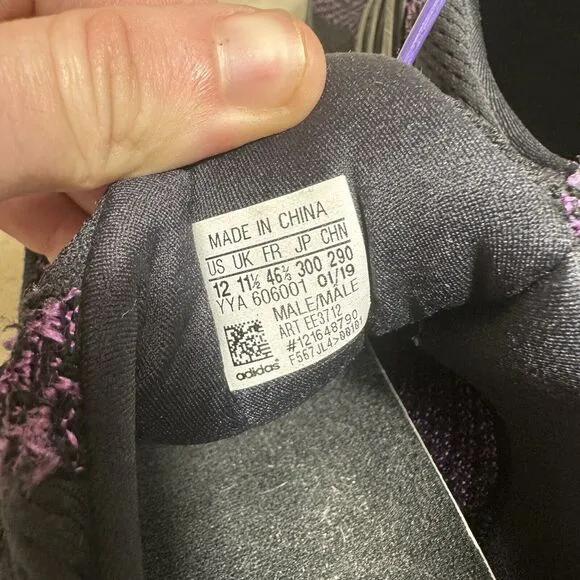 MADE IN CHINA
US UK FR JP CHN
12 11½ 46⅔ 300 290
YYA 606001 01/19
MALE/MALE
ART EE3712
#121648790
adidas